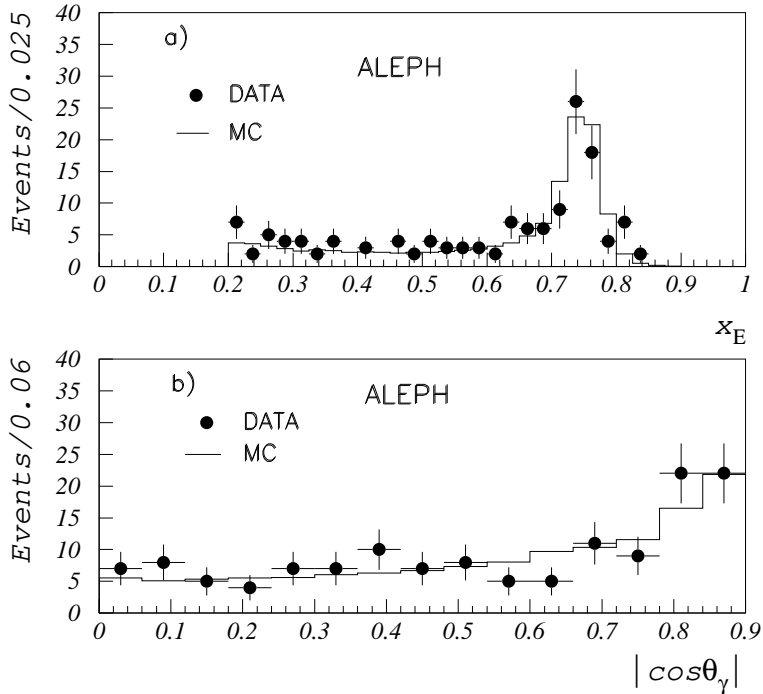 Events/0.025
40
35
30
25
20
15
10
5
0
a)
ALEPH
DATA
MC
0 0.1 0.2 0.3 0.4 0.5 0.6 0.7 0.8 0.9 1
x_E
Events/0.06
40
35
30
25
20
15
10
5
0
b)
ALEPH
DATA
MC
0 0.1 0.2 0.3 0.4 0.5 0.6 0.7 0.8 0.9
|cosθ_γ|